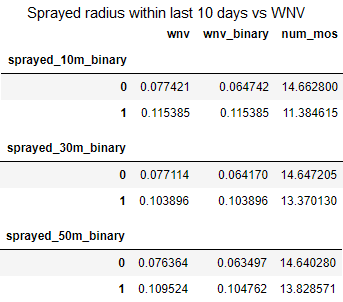 Sprayed radius within last 10 days vs WNV
wnv wnv_binary num_mos
sprayed_10m_binary
0 0.077421 0.064742 14.662800
1 0.115385 0.115385 11.384615
sprayed_30m_binary
0 0.077114 0.064170 14.647205
1 0.103896 0.103896 13.370130
sprayed_50m_binary
0 0.076364 0.063497 14.640280
1 0.109524 0.104762 13.828571